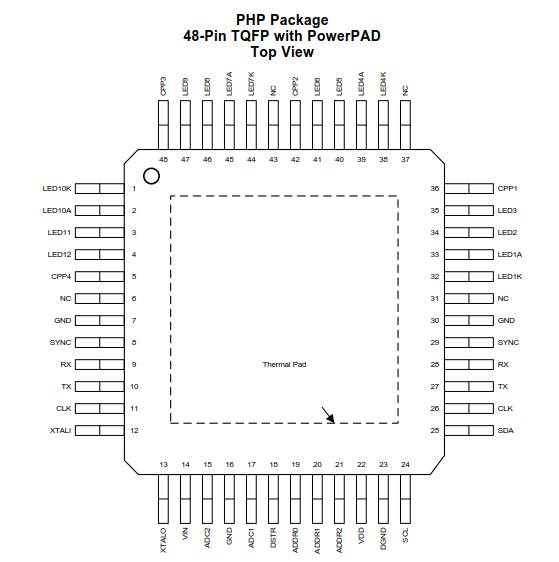 PHP Package
48-Pin TQFP with PowerPAD
Top View
CPP3 LED9 LED8 LED7A LED7K NC CPP2 LED6 LED5 LED4A LED4K NC
48 47 46 45 44 43 42 41 40 39 38 37
LED10K 1 36 CPP1
LED10A 2 35 LED3
LED11 3 34 LED2
LED12 4 33 LED1A
CPP4 5 32 LED1K
NC 6 31 NC
GND 7 30 GND
SYNC 8 29 SYNC
RX 9 Thermal Pad 28 RX
TX 10 27 TX
CLK 11 26 CLK
XTALI 12 25 SDA
13 14 15 16 17 18 19 20 21 22 23 24
XTALO VIN ADC2 GND ADC1 DSTR ADDR0 ADDR1 ADDR2 VDD DGND SCL